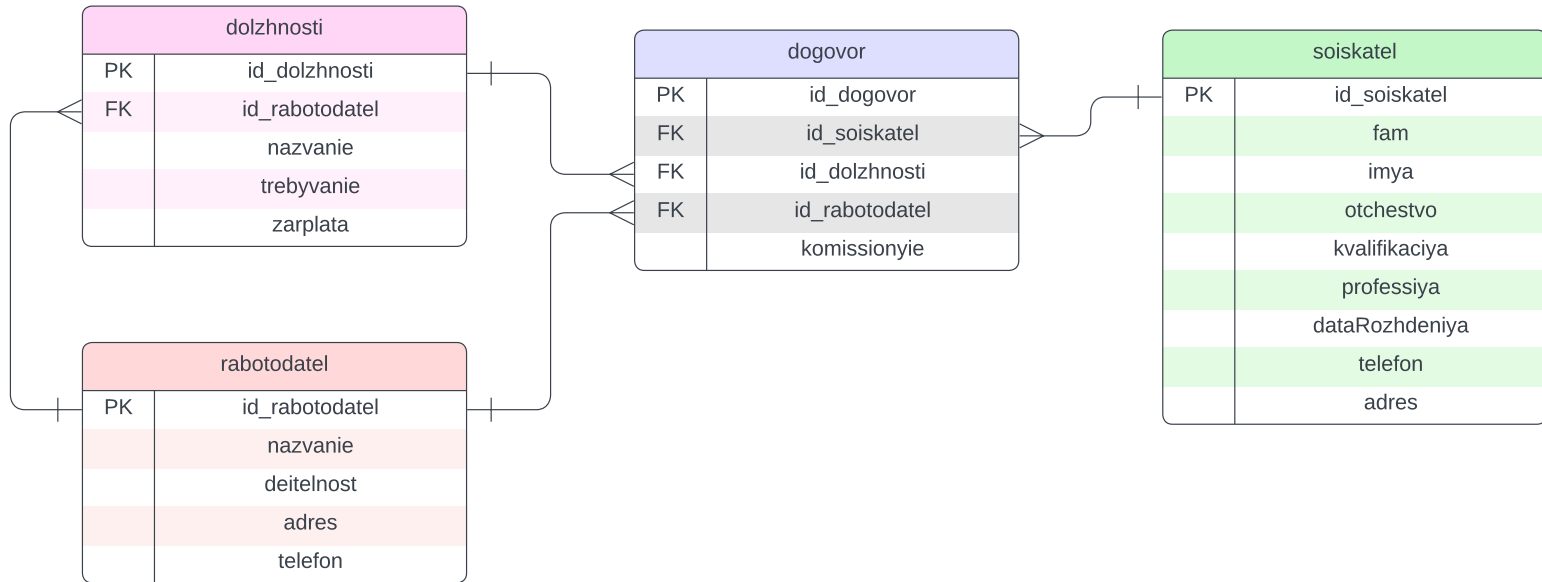 dolzhnosti
PK id_dolzhnosti
FK id_rabotodatel
nazvanie
trebyvanie
zarplata
rabotodatel
PK id_rabotodatel
nazvanie
deitelnost
adres
telefon
dogovor
PK id_dogovor
FK id_soiskatel
FK id_dolzhnosti
FK id_rabotodatel
komissionyie
soiskatel
PK id_soiskatel
fam
imya
otchestvo
kvalifikaciya
professiya
dataRozhdeniya
telefon
adres